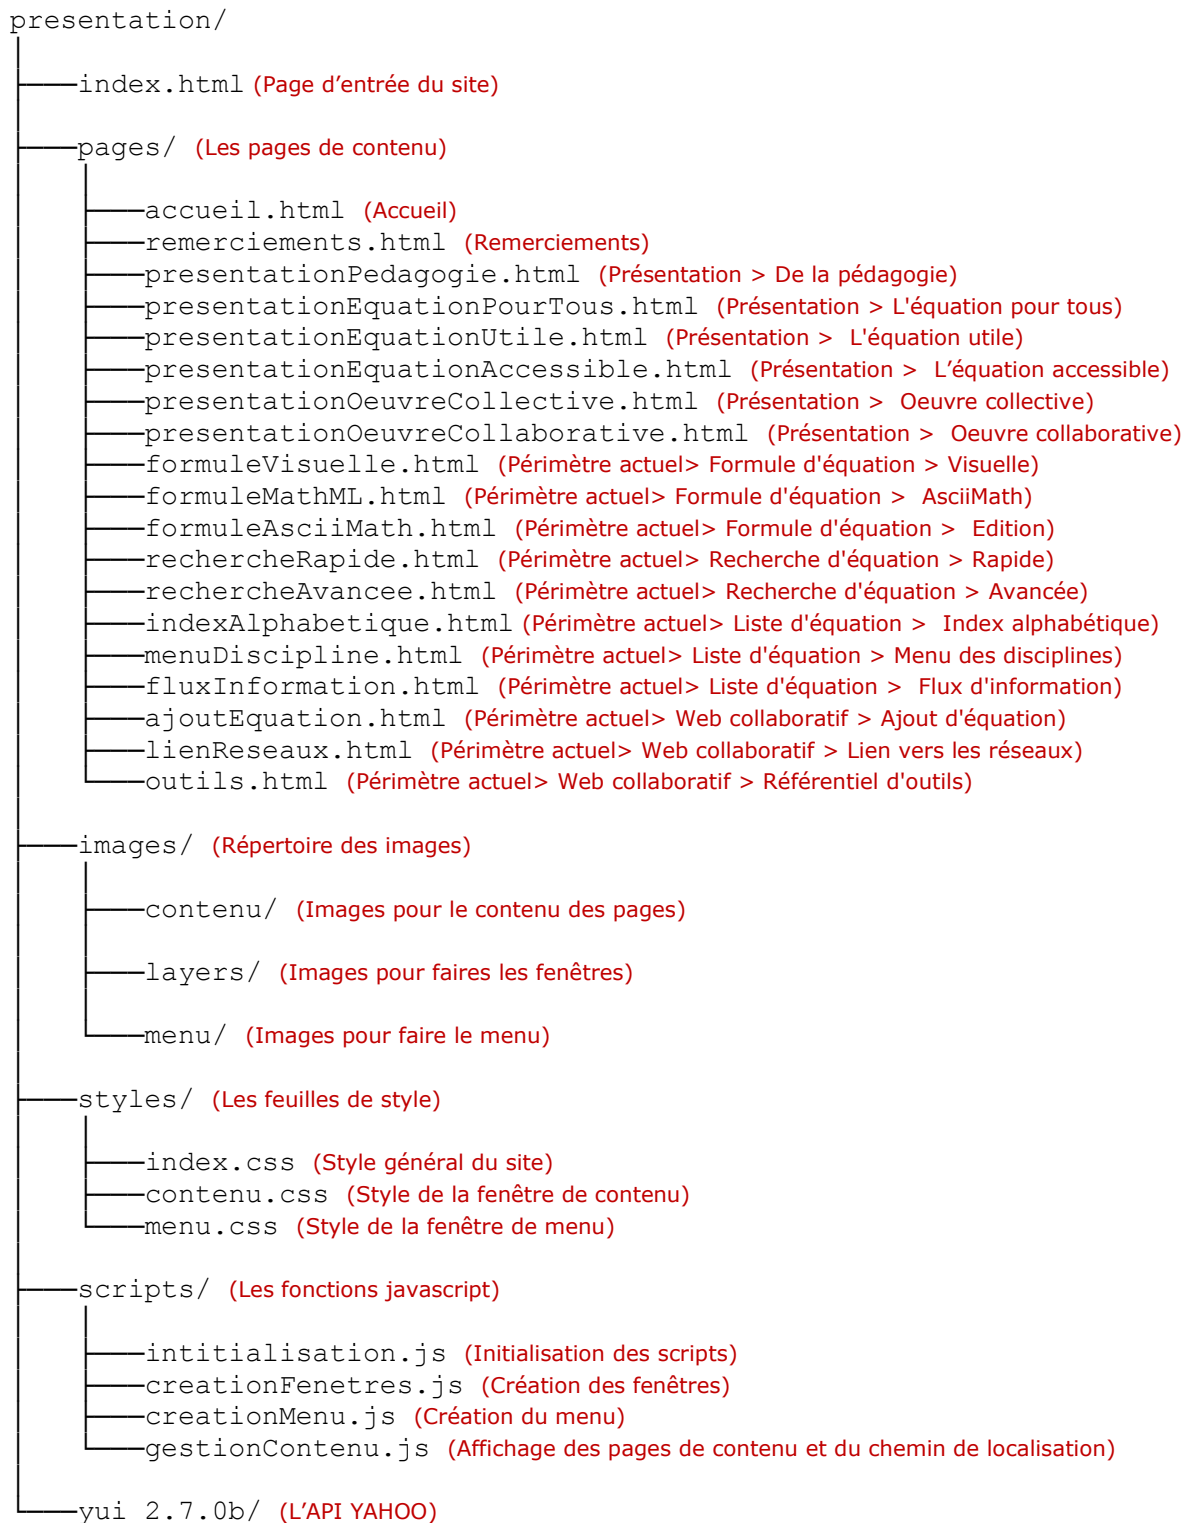 presentation/
index.html (Page d’entrée du site)
pages/ (Les pages de contenu)
accueil.html (Accueil)
remerciements.html (Remerciements)
presentationPedagogie.html (Présentation > De la pédagogie)
presentationEquationPourTous.html (Présentation > L'équation pour tous)
presentationEquationUtile.html (Présentation > L'équation utile)
presentationEquationAccessible.html (Présentation > L’équation accessible)
presentationOeuvreCollective.html (Présentation > Oeuvre collective)
presentationOeuvreCollaborative.html (Présentation > Oeuvre collaborative)
formuleVisuelle.html (Périmètre actuel> Formule d'équation > Visuelle)
formuleMathML.html (Périmètre actuel> Formule d'équation > AsciiMath)
formuleAsciiMath.html (Périmètre actuel> Formule d'équation > Edition)
rechercheRapide.html (Périmètre actuel> Recherche d'équation > Rapide)
rechercheAvancee.html (Périmètre actuel> Recherche d'équation > Avancée)
indexAlphabetique.html (Périmètre actuel> Liste d'équation > Index alphabétique)
menuDiscipline.html (Périmètre actuel> Liste d'équation > Menu des disciplines)
fluxInformation.html (Périmètre actuel> Liste d'équation > Flux d'information)
ajoutEquation.html (Périmètre actuel> Web collaboratif > Ajout d'équation)
lienReseaux.html (Périmètre actuel> Web collaboratif > Lien vers les réseaux)
outils.html (Périmètre actuel> Web collaboratif > Référentiel d'outils)
images/ (Répertoire des images)
contenu/ (Images pour le contenu des pages)
layers/ (Images pour faires les fenêtres)
menu/ (Images pour faire le menu)
styles/ (Les feuilles de style)
index.css (Style général du site)
contenu.css (Style de la fenêtre de contenu)
menu.css (Style de la fenêtre de menu)
scripts/ (Les fonctions javascript)
intitialisation.js (Initialisation des scripts)
creationFenetres.js (Création des fenêtres)
creationMenu.js (Création du menu)
gestionContenu.js (Affichage des pages de contenu et du chemin de localisation)
yui 2.7.0b/ (L’API YAHOO)